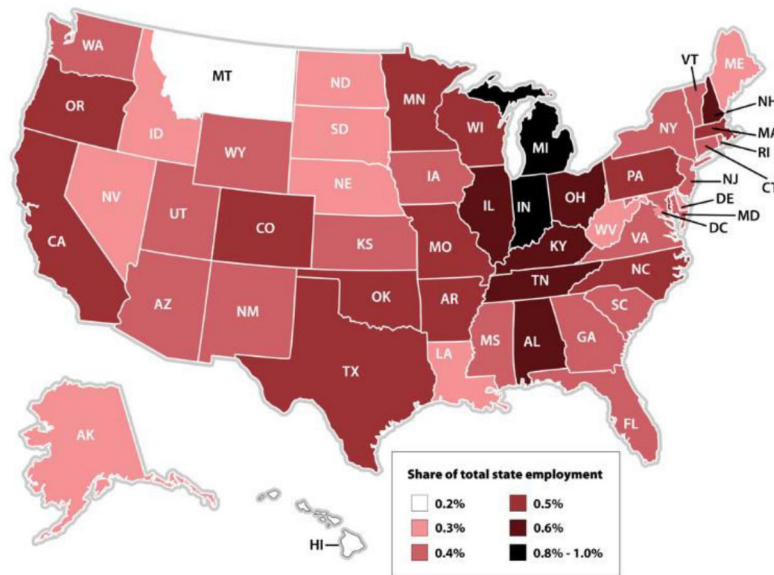 WA
MT
ND
MN
VT
ME
NH
OR
ID
SD
WI
NY
MA
RI
MI
WY
CT
IA
NE
PA
NJ
NV
IL
IN
OH
DE
UT
MD
CA
CO
WV
DC
KS
MO
KY
VA
NC
TN
AZ
NM
OK
AR
SC
MS
AL
GA
LA
TX
FL
AK
HI
Share of total state employment
0.2%
0.5%
0.3%
0.6%
0.4%
0.8% - 1.0%